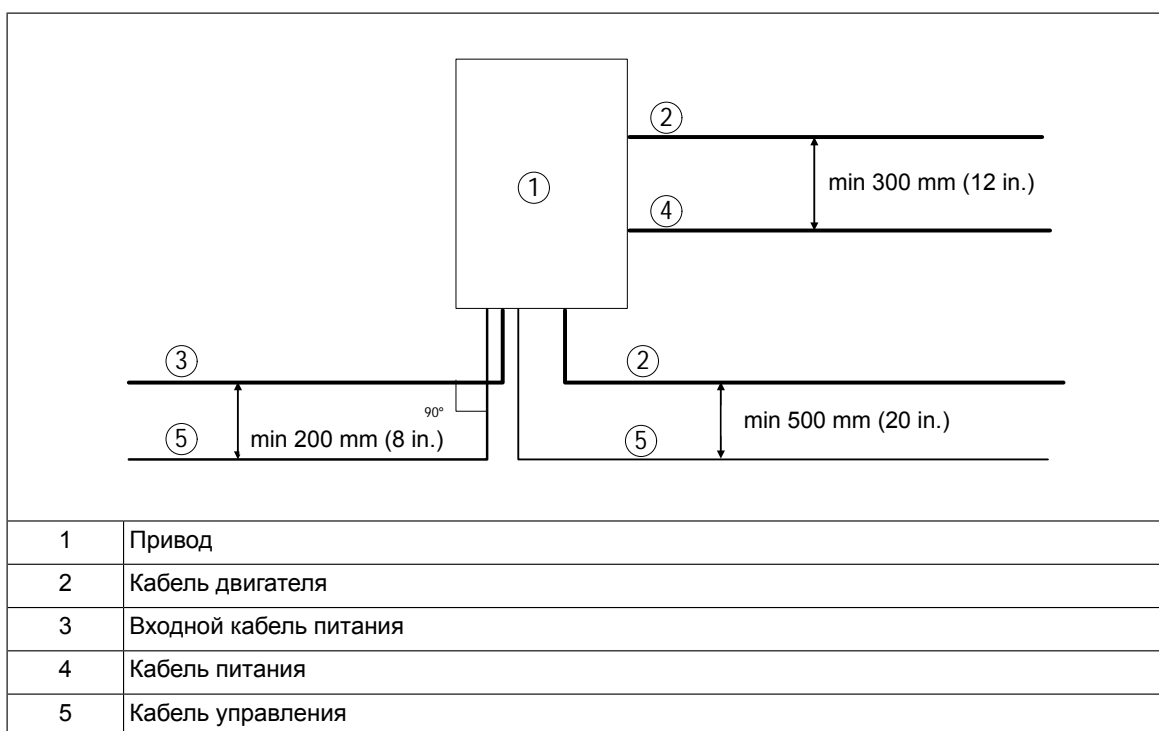 ②
min 300 mm (12 in.)
①
④
③
②
90°
min 200 mm (8 in.)
min 500 mm (20 in.)
⑤
⑤
1 Привод
2 Кабель двигателя
3 Входной кабель питания
4 Кабель питания
5 Кабель управления